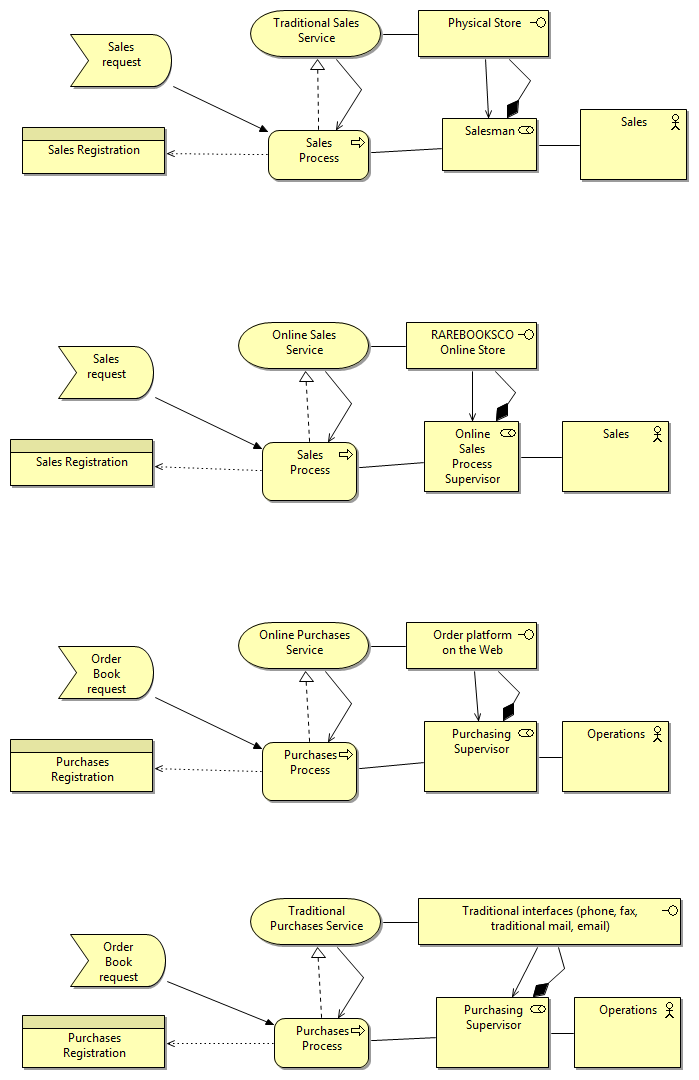 Traditional Sales
Service
Physical Store
Sales
request
Salesman
Sales
Sales Registration
Sales
Process
Online Sales
Service
RAREBOOKSCO
Online Store
Sales
request
Online
Sales
Process
Supervisor
Sales
Sales Registration
Sales
Process
Online Purchases
Service
Order platform
on the Web
Order
Book
request
Purchasing
Supervisor
Operations
Purchases
Registration
Purchases
Process
Traditional
Purchases Service
Traditional interfaces (phone, fax,
traditional mail, email)
Order
Book
request
Purchasing
Supervisor
Operations
Purchases
Registration
Purchases
Process